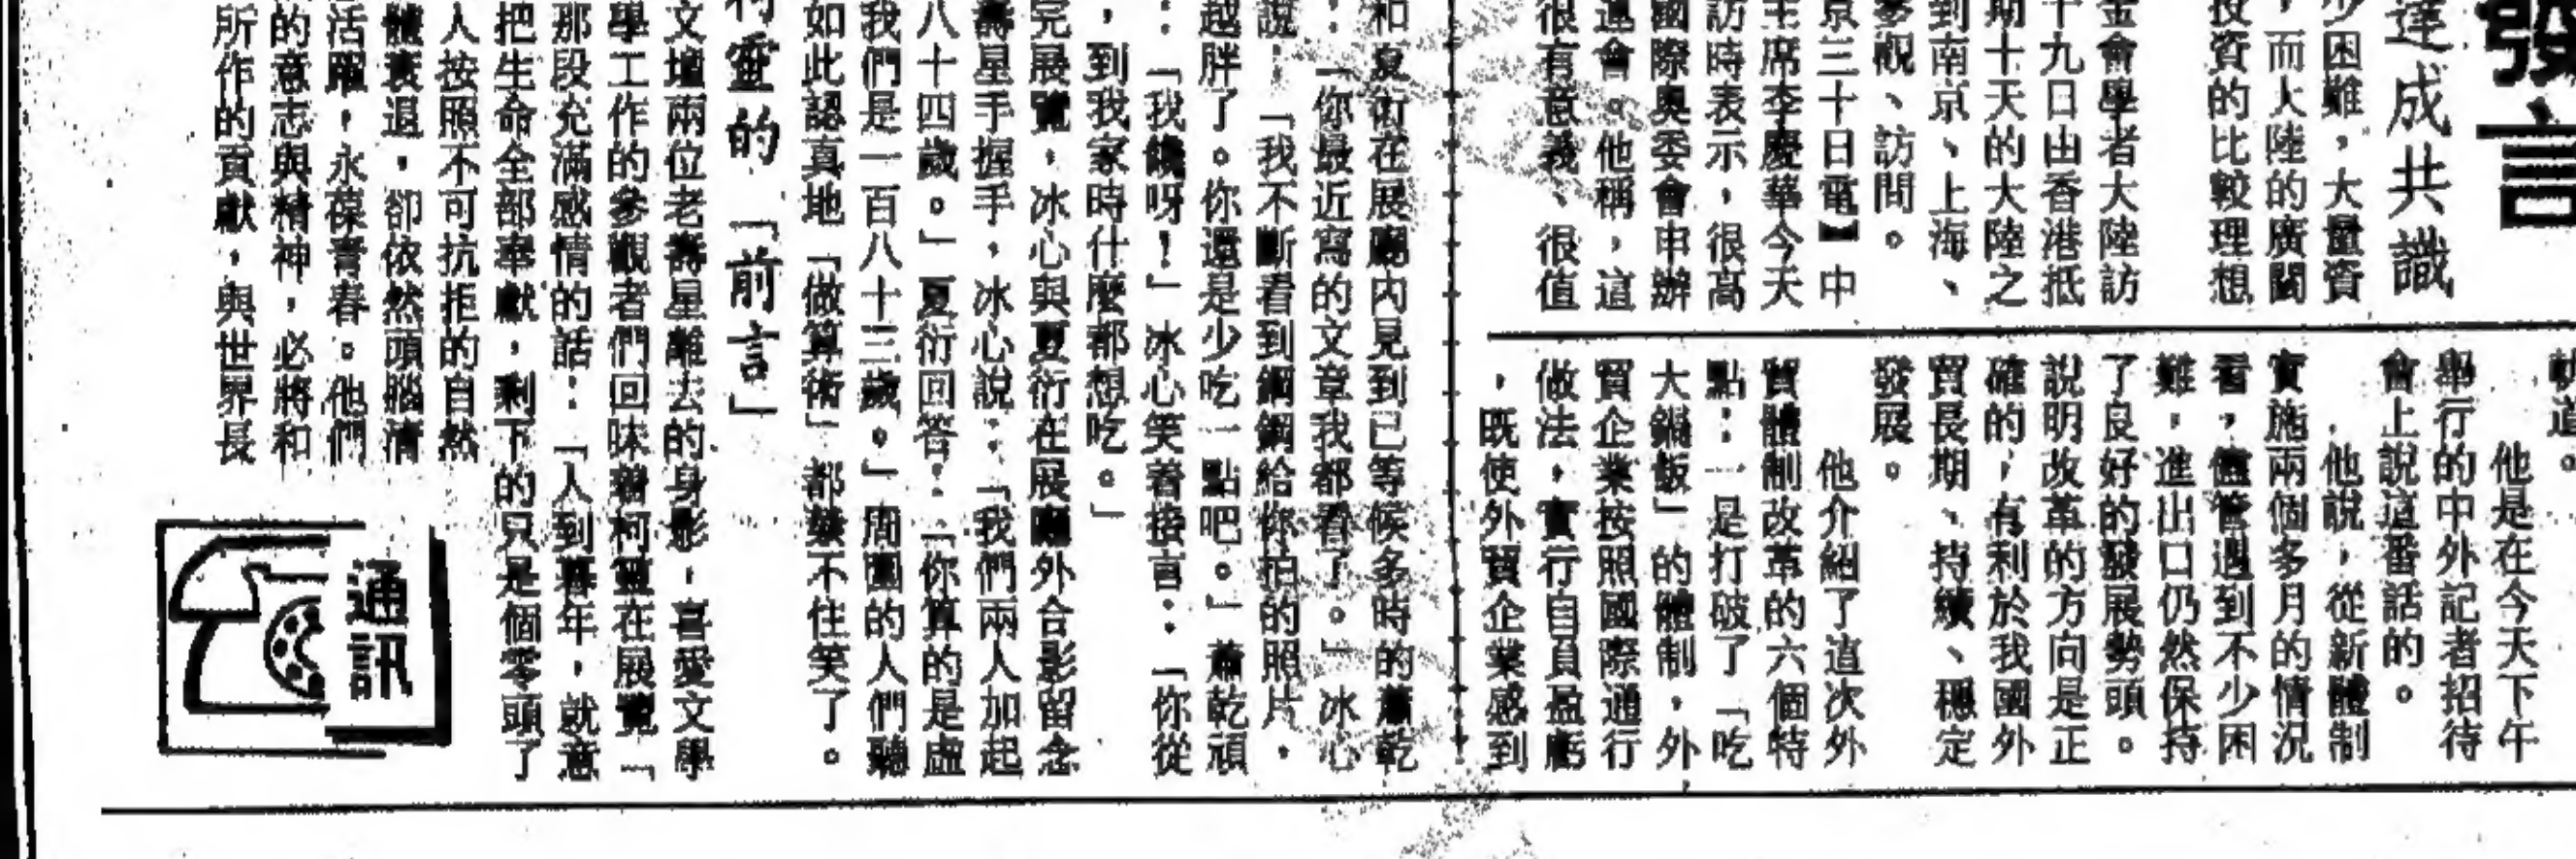 發言
達成共識
少困難，大量資
，而大陸的廣闊
投資的比較理想
金會學者大陸訪
十九日由香港抵
期十天的大陸之
到南京、上海、
參觀、訪問。
京三十日電】中
主席李慶華今天
訪時表示，很高
國際奧委會申辦
運會。他稱，這
很有意義、很值
軌道。
他是在今天下午
舉行的中外記者招待
會上說這番話的。
他說，從新體制
實施兩個多月的情況
看，儘管遇到不少困
難，進出口仍然保持
了良好的發展勢頭。
說明改革的方向是正
確的，有利於我國外
貿長期、持續、穩定
發展。
他介紹了這次外
貿體制改革的六個特
點：一是打破了「吃
大鍋飯」的體制，外
貿企業按照國際通行
做法，實行自負盈虧
，既使外貿企業感到
和夏衍在展廳內見到已等候多時的蕭乾
：「你最近寫的文章我都看了。」冰心
說：「我不斷看到鋼鋼給你拍的照片，
越胖了。你還是少吃一點吧。」蕭乾頑
：「我饞呀！」冰心笑著接言：「你從
，到我家時什麼都想吃。」
完展覽，冰心與夏衍在展廳外合影留念
壽星手握手，冰心說：「我們兩人加起
八十四歲。」夏衍回答：「你算的是虛
我們是一百八十三歲。」周圍的人們聽
如此認真地「做算術」都禁不住笑了。
柯靈的「前言」
文壇兩位老壽星離去的身影，喜愛文學
學工作的參觀者們回味着柯靈在展覽「
那段充滿感情的話：「人到暮年，就意
把生命全部奉獻，剩下的只是個零頭了
人按照不可抗拒的自然
體衰退，卻依然頭腦清
活躍，永葆青春。他們
的意志與精神，必將和
所作的貢獻，與世界長
通訊